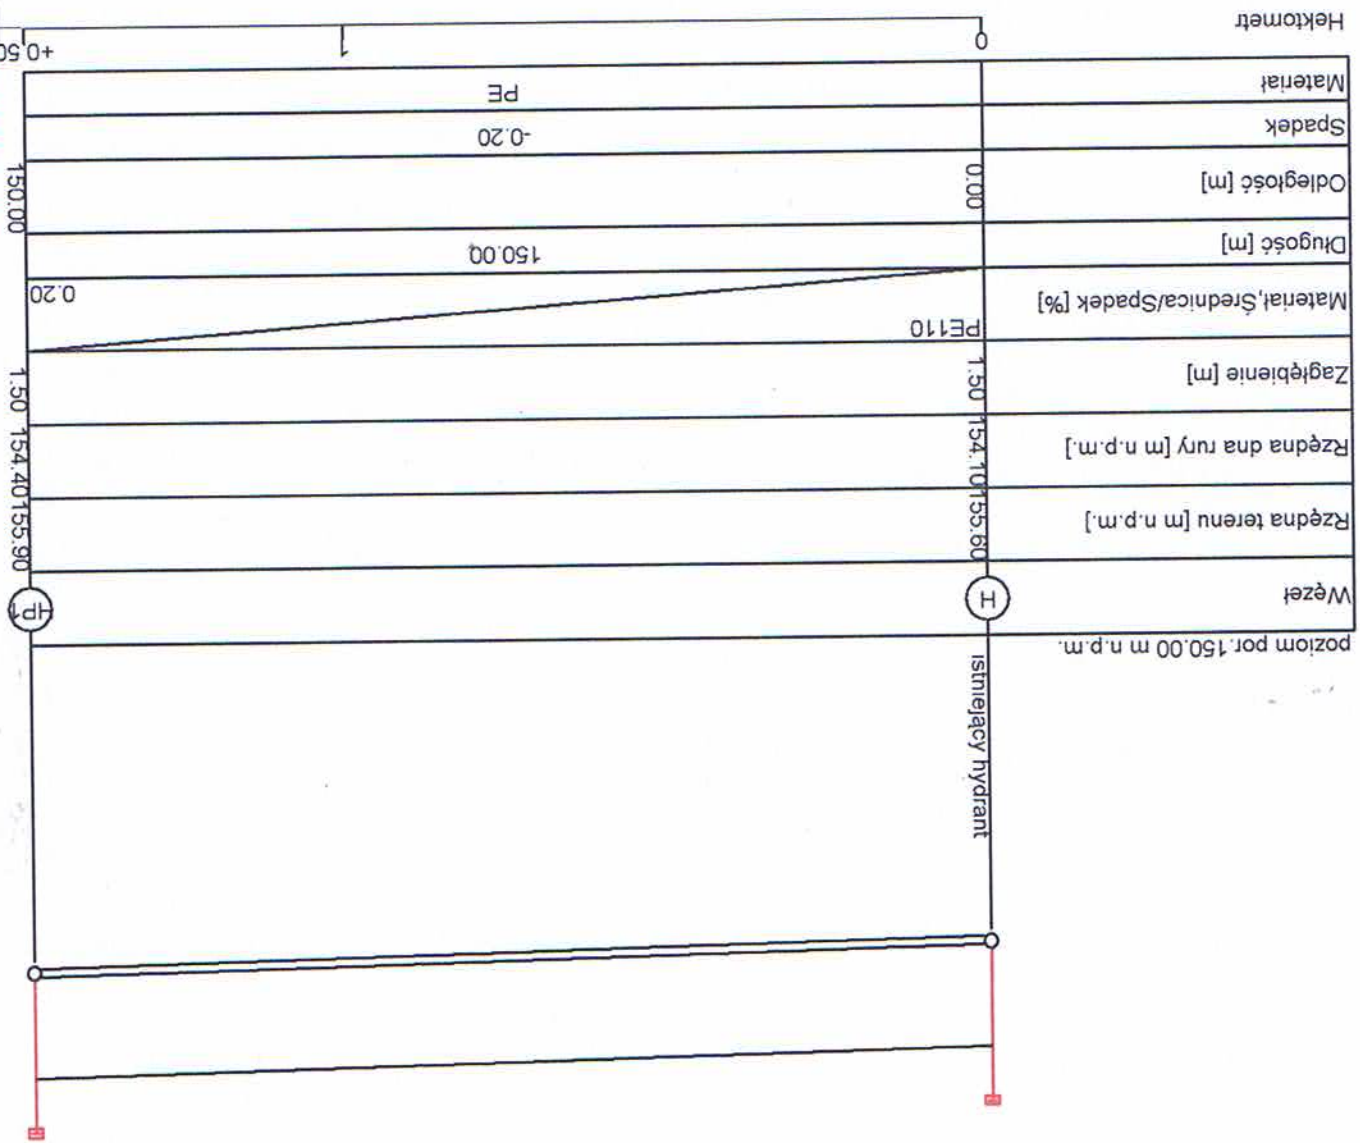 istniejący hydrant
poziom por.150.00 m n.p.m.
Węzeł H HP1
Rzędna terenu [m n.p.m.] 155.60 155.90
Rzędna dna rury [m n.p.m.] 154.10 154.40
Zagłębienie [m] 1.50 1.50
Materiał,Średnica/Spadek [%] PE110 0.20
Długość [m] 150.00
Odległość [m] 0.00 150.00
Spadek -0.20
Materiał PE
Hektometr 0 1 +0.50